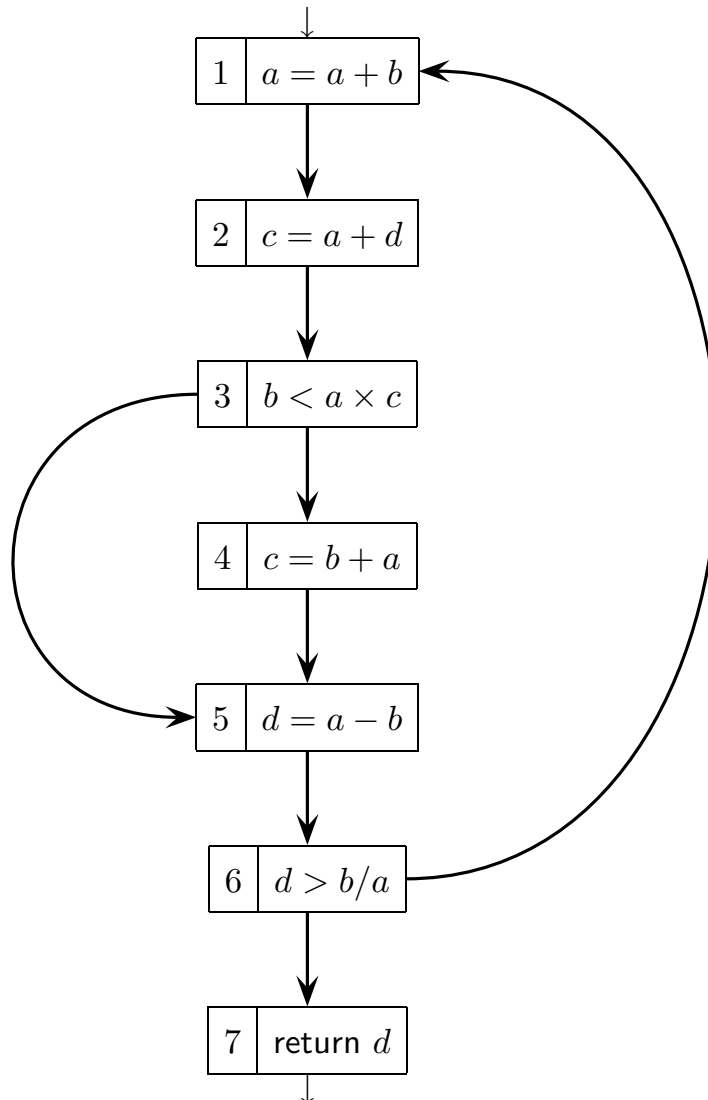 1 a = a + b
2 c = a + d
3 b < a × c
4 c = b + a
5 d = a − b
6 d > b/a
7 return d